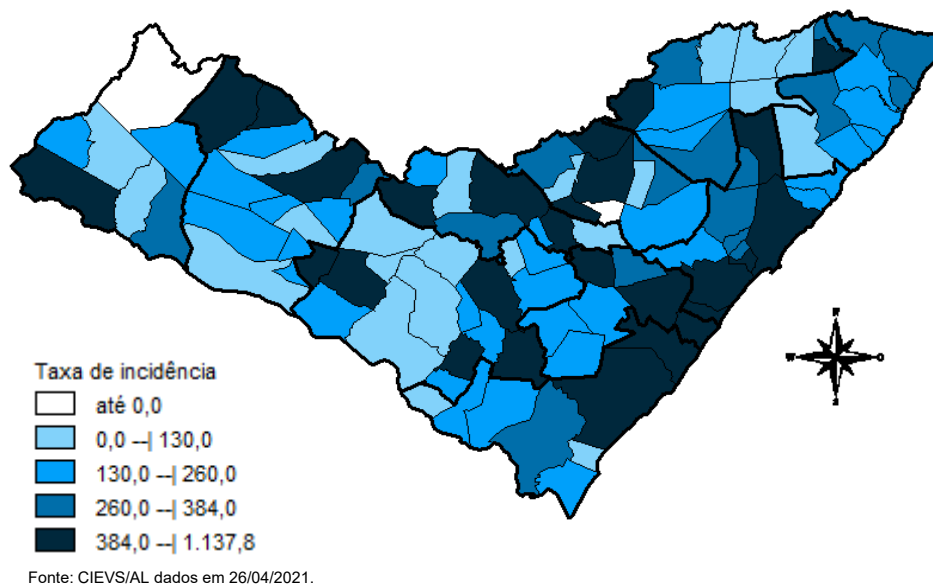 N
W
O
S
Taxa de incidência
até 0,0
0,0 --| 130,0
130,0 --| 260,0
260,0 --| 384,0
384,0 --| 1.137,8
Fonte: CIEVS/AL dados em 26/04/2021.